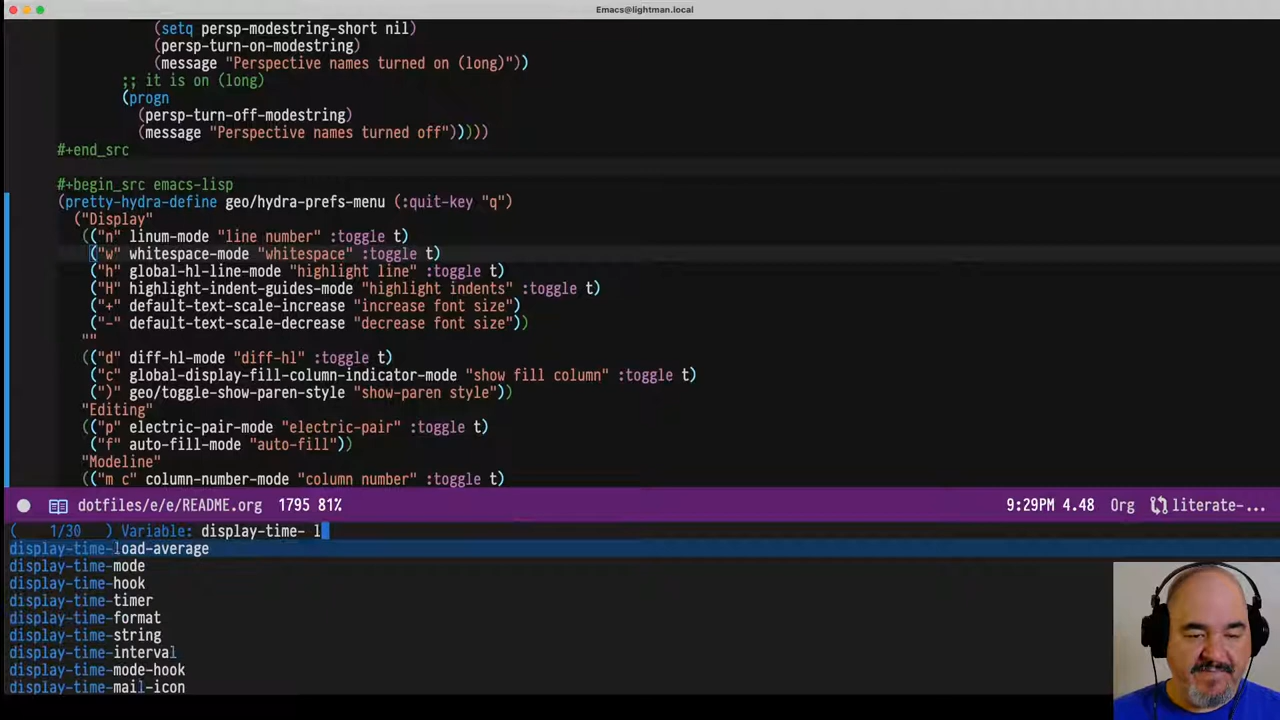 Emacs@lightman.local
(setq persp-modestring-short nil)
(persp-turn-on-modestring)
(message "Perspective names turned on (long)"))
;; it is on (long)
(progn
(persp-turn-off-modestring)
(message "Perspective names turned off")))))
#+end_src
#+begin_src emacs-lisp
(pretty-hydra-define geo/hydra-prefs-menu (:quit-key "q")
("Display"
(("n" linum-mode "line number" :toggle t)
("w" whitespace-mode "whitespace" :toggle t)
("h" global-hl-line-mode "highlight line" :toggle t)
("H" highlight-indent-guides-mode "highlight indents" :toggle t)
("+" default-text-scale-increase "increase font size")
("-" default-text-scale-decrease "decrease font size"))
""
(("d" diff-hl-mode "diff-hl" :toggle t)
("c" global-display-fill-column-indicator-mode "show fill column" :toggle t)
(")" geo/toggle-show-paren-style "show-paren style"))
"Editing"
(("p" electric-pair-mode "electric-pair" :toggle t)
("f" auto-fill-mode "auto-fill"))
"Modeline"
(("m c" column-number-mode "column number" :toggle t)
dotfiles/e/e/README.org 1795 81% 9:29PM 4.48 Org literate-...
( 1/30 ) Variable: display-time- l
display-time-load-average
display-time-mode
display-time-hook
display-time-timer
display-time-format
display-time-string
display-time-interval
display-time-mode-hook
display-time-mail-icon